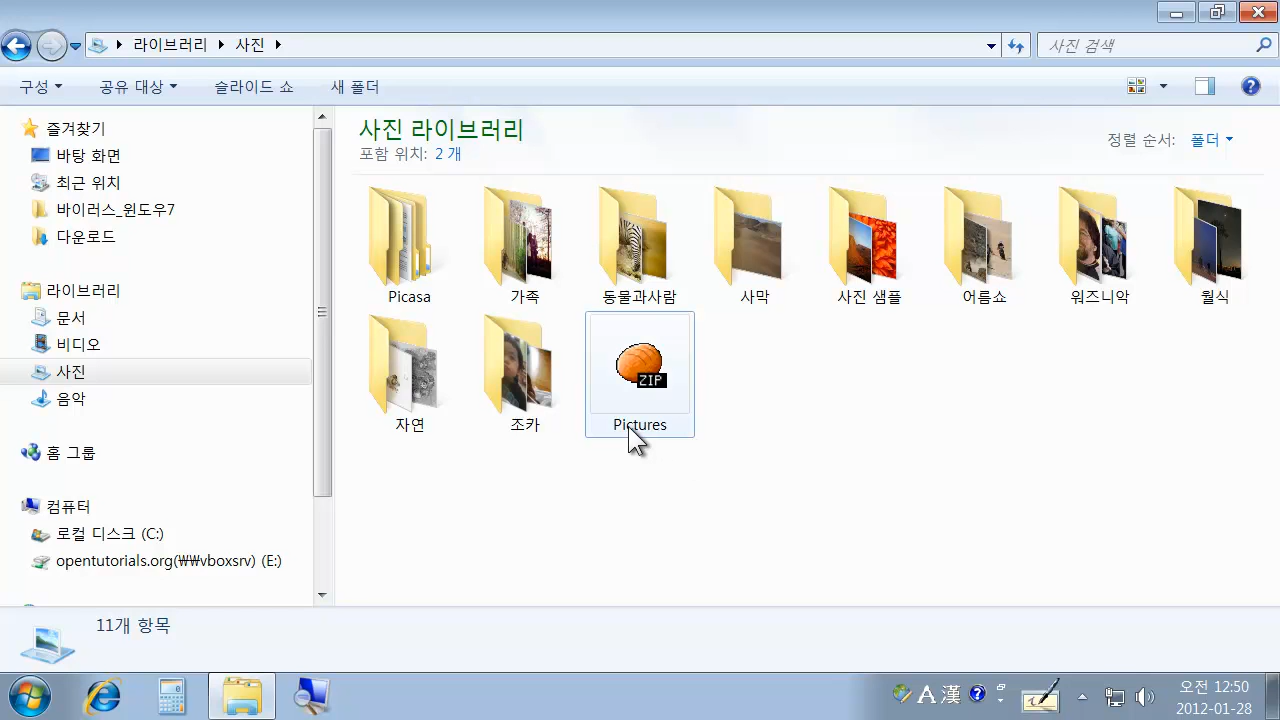 라이브러리 사진
사진 검색
구성 공유 대상 슬라이드 쇼 새 폴더
즐겨찾기
바탕 화면
최근 위치
바이러스_윈도우7
다운로드
라이브러리
문서
비디오
사진
음악
홈 그룹
컴퓨터
로컬 디스크 (C:)
opentutorials.org(₩₩vboxsrv) (E:)
사진 라이브러리
포함 위치: 2 개
정렬 순서: 폴더
Picasa 가족 동물과사람 사막 사진 샘플 어름쇼 워즈니악 월식
ZIP
자연 조카 Pictures
11개 항목
A 漢
오전 12:50
2012-01-28